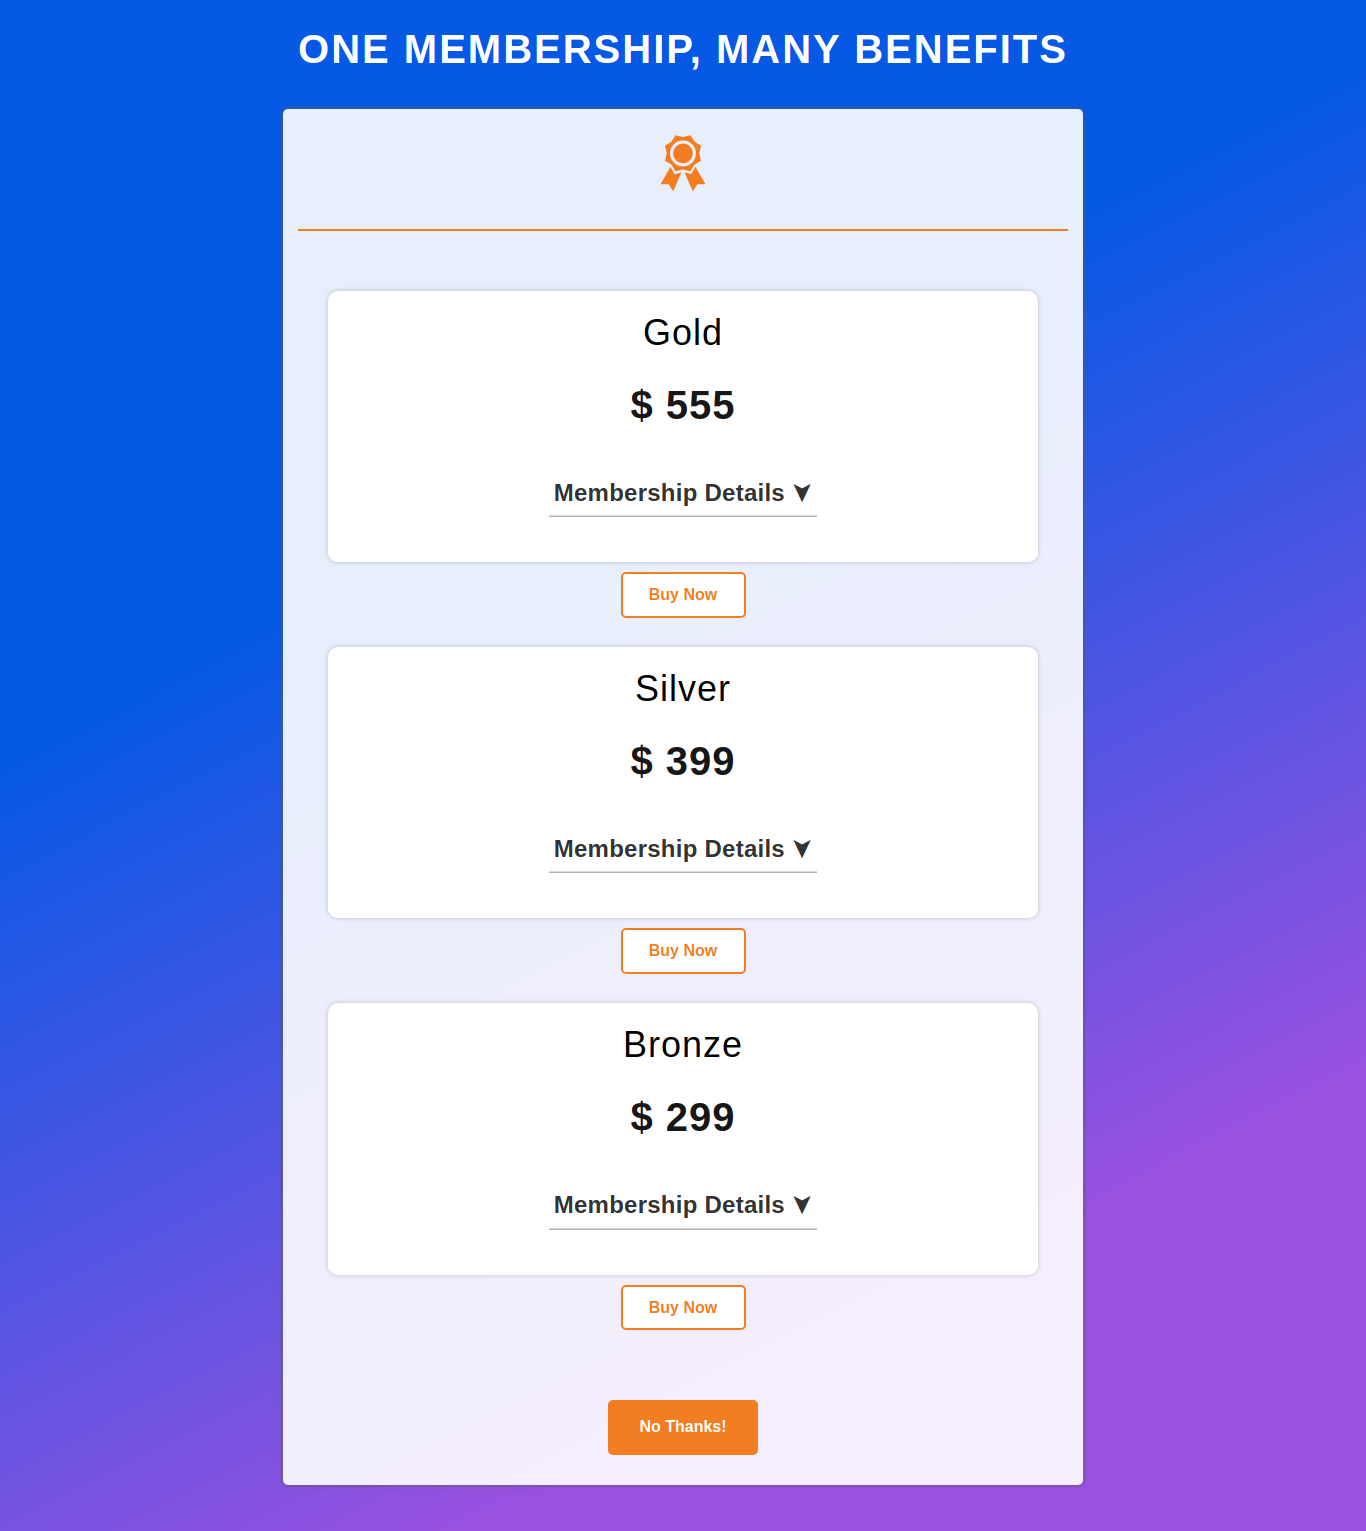 ONE MEMBERSHIP, MANY BENEFITS
Gold
$ 555
Membership Details ⮟
Buy Now
Silver
$ 399
Membership Details ⮟
Buy Now
Bronze
$ 299
Membership Details ⮟
Buy Now
No Thanks!